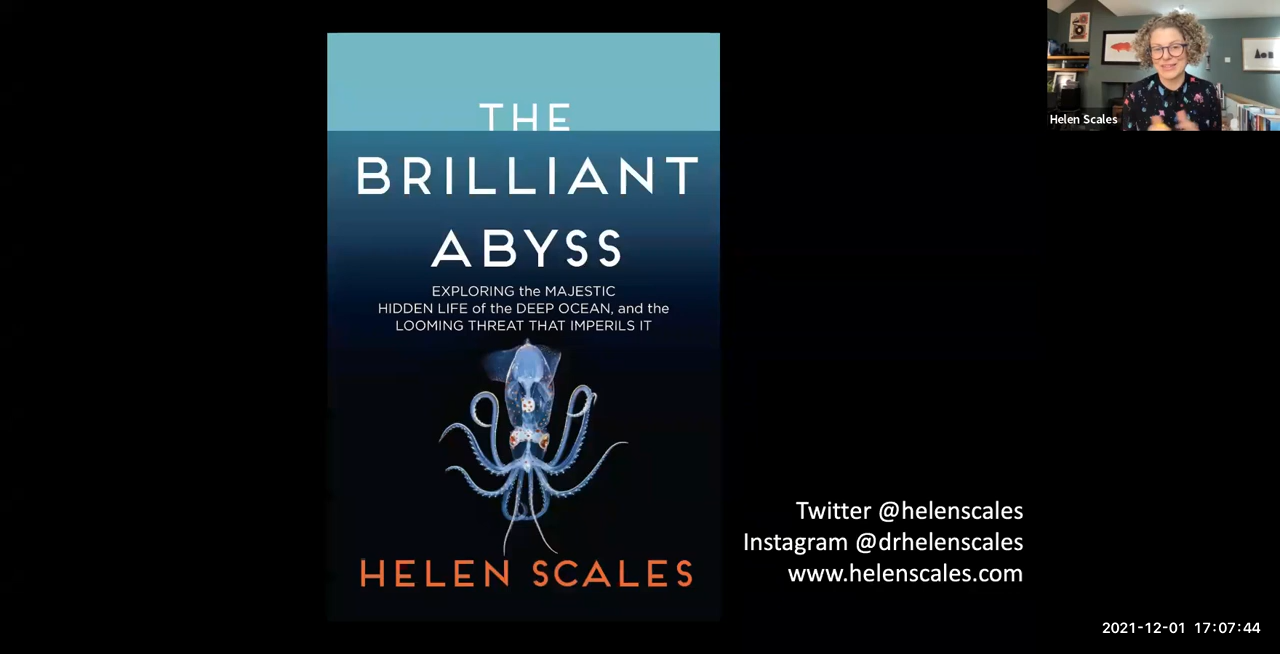 THE
BRILLIANT
ABYSS
EXPLORING the MAJESTIC
HIDDEN LIFE of the DEEP OCEAN, and the
LOOMING THREAT THAT IMPERILS IT
HELEN SCALES
Twitter @helenscales
Instagram @drhelenscales
www.helenscales.com
Helen Scales
2021-12-01 17:07:44